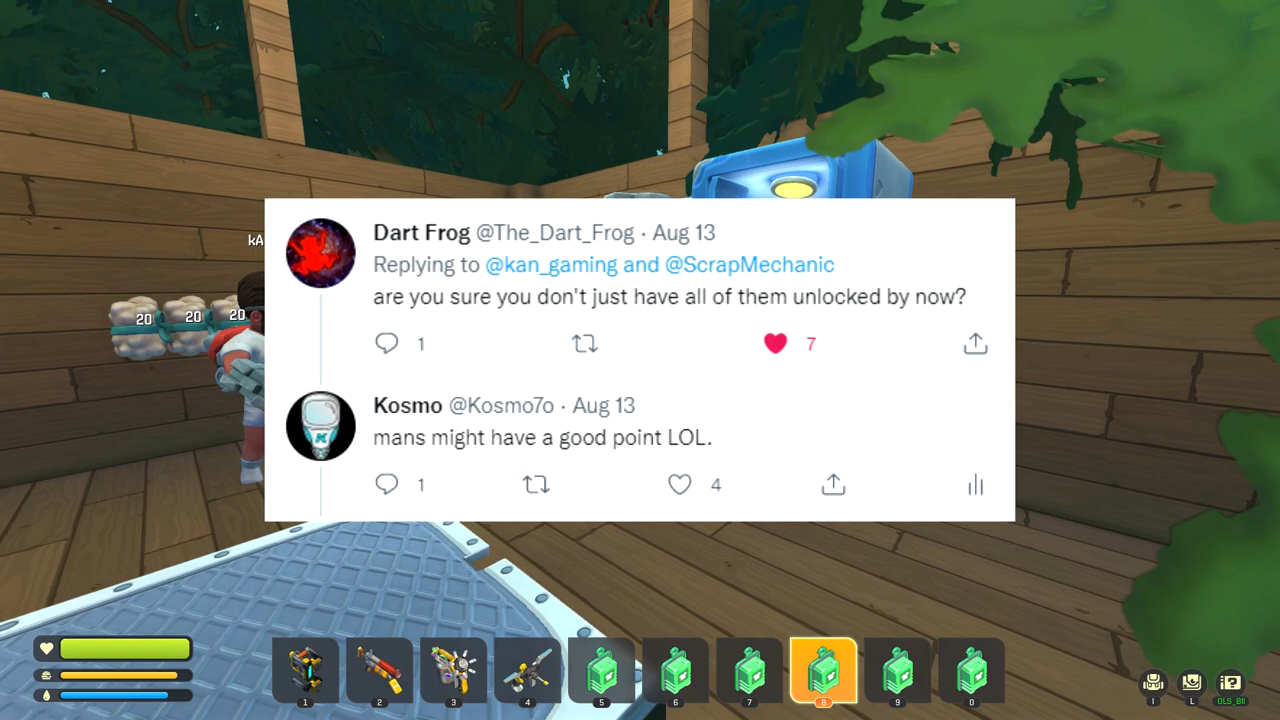 kA
20 20 20
Dart Frog @The_Dart_Frog · Aug 13
Replying to @kan_gaming and @ScrapMechanic
are you sure you don't just have all of them unlocked by now?
1 7
Kosmo @Kosmo7o · Aug 13
mans might have a good point LOL.
1 4
K
1 2 3 4 5 6 7 8 9 0
I L OLS_BII